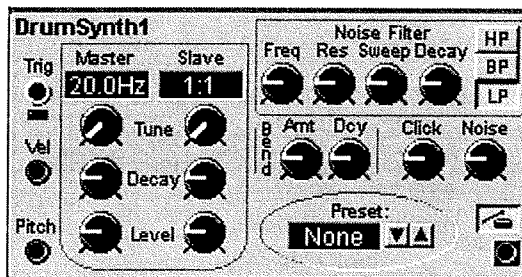 DrumSynth1
Noise Filter
Freq Res Sweep Decay
HP
BP
LP
Trig
Master Slave
20.0Hz 1:1
Tune
Vel
Decay
Pitch
Level
Bend
Amt Dcy
Click Noise
Preset:
None